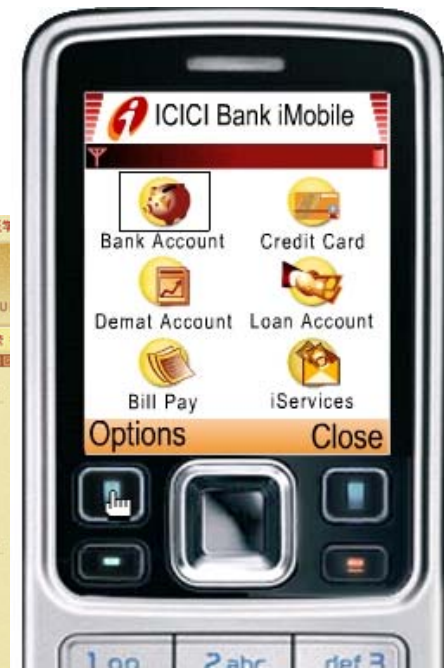 ICICI Bank iMobile
Bank Account Credit Card
Demat Account Loan Account
Bill Pay iServices
Options Close
1 oo 2 abc def 3